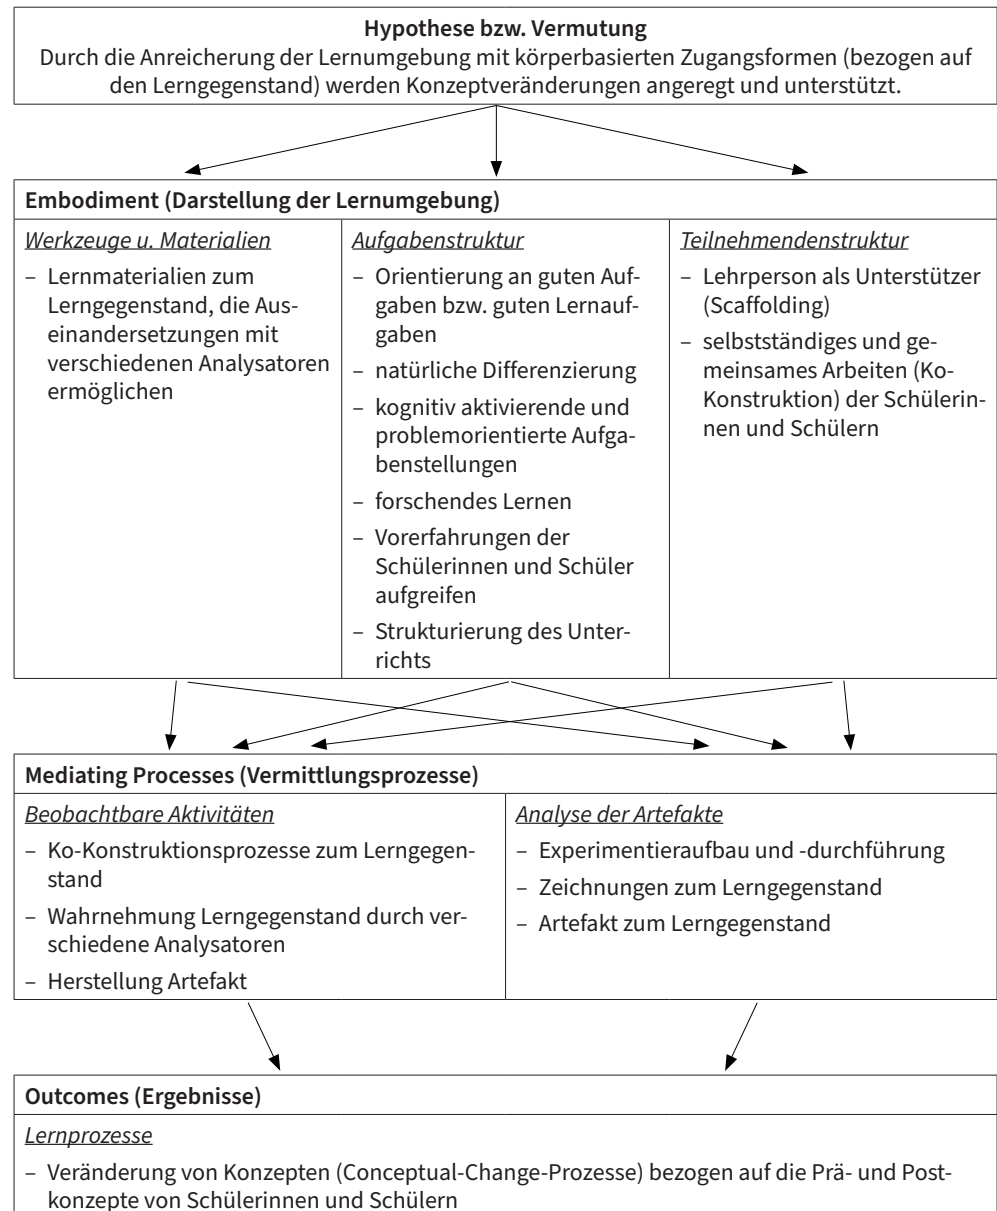 Hypothese bzw. Vermutung
Durch die Anreicherung der Lernumgebung mit körperbasierten Zugangsformen (bezogen auf
den Lerngegenstand) werden Konzeptveränderungen angeregt und unterstützt.
Embodiment (Darstellung der Lernumgebung)
Werkzeuge u. Materialien
– Lernmaterialien zum
Lerngegenstand, die Aus-
einandersetzungen mit
verschiedenen Analysatoren
ermöglichen
Aufgabenstruktur
– Orientierung an guten Auf-
gaben bzw. guten Lernauf-
gaben
– natürliche Differenzierung
– kognitiv aktivierende und
problemorientierte Aufga-
benstellungen
– forschendes Lernen
– Vorerfahrungen der
Schülerinnen und Schüler
aufgreifen
– Strukturierung des Unter-
richts
Teilnehmendenstruktur
– Lehrperson als Unterstützer
(Scaffolding)
– selbstständiges und ge-
meinsames Arbeiten (Ko-
Konstruktion) der Schülerin-
nen und Schülern
Mediating Processes (Vermittlungsprozesse)
Beobachtbare Aktivitäten
– Ko-Konstruktionsprozesse zum Lerngegen-
stand
– Wahrnehmung Lerngegenstand durch ver-
schiedene Analysatoren
– Herstellung Artefakt
Analyse der Artefakte
– Experimentieraufbau und -durchführung
– Zeichnungen zum Lerngegenstand
– Artefakt zum Lerngegenstand
Outcomes (Ergebnisse)
Lernprozesse
– Veränderung von Konzepten (Conceptual-Change-Prozesse) bezogen auf die Prä- und Post-
konzepte von Schülerinnen und Schülern